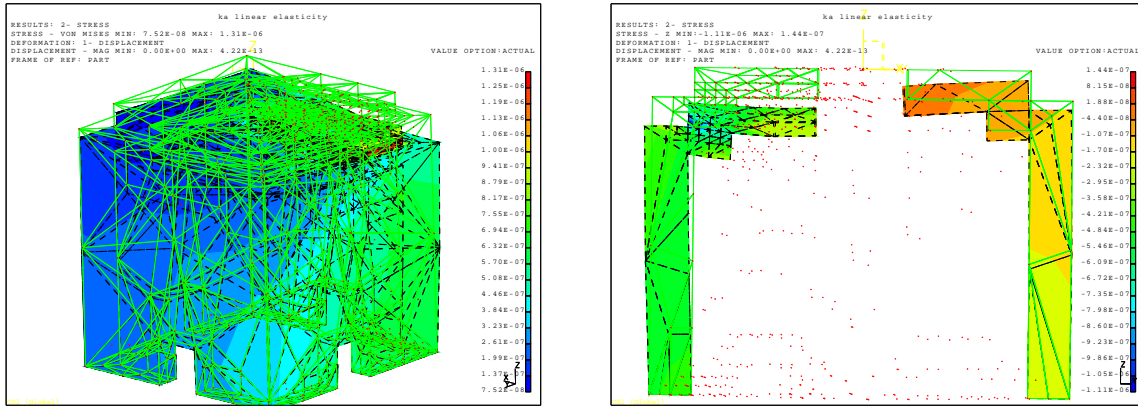 ka linear elasticity
RESULTS: 2- STRESS
STRESS - VON MISES MIN: 7.52E-08 MAX: 1.31E-06
DEFORMATION: 1- DISPLACEMENT
DISPLACEMENT - MAG MIN: 0.00E+00 MAX: 4.22E-13
FRAME OF REF: PART
VALUE OPTION:ACTUAL
1.31E-06
1.25E-06
1.19E-06
1.13E-06
1.06E-06
1.00E-06
9.41E-07
8.79E-07
8.17E-07
7.55E-07
6.94E-07
6.32E-07
5.70E-07
5.08E-07
4.46E-07
3.84E-07
3.23E-07
2.61E-07
1.99E-07
1.37E-07
7.52E-08
Z
ka linear elasticity
RESULTS: 2- STRESS
STRESS - Z MIN:-1.11E-06 MAX: 1.44E-07
DEFORMATION: 1- DISPLACEMENT
DISPLACEMENT - MAG MIN: 0.00E+00 MAX: 4.22E-13
FRAME OF REF: PART
VALUE OPTION:ACTUAL
1.44E-07
8.15E-08
1.88E-08
-4.40E-08
-1.07E-07
-1.70E-07
-2.32E-07
-2.95E-07
-3.58E-07
-4.21E-07
-4.84E-07
-5.46E-07
-6.09E-07
-6.72E-07
-7.35E-07
-7.98E-07
-8.60E-07
-9.23E-07
-9.86E-07
-1.05E-06
-1.11E-06
Z